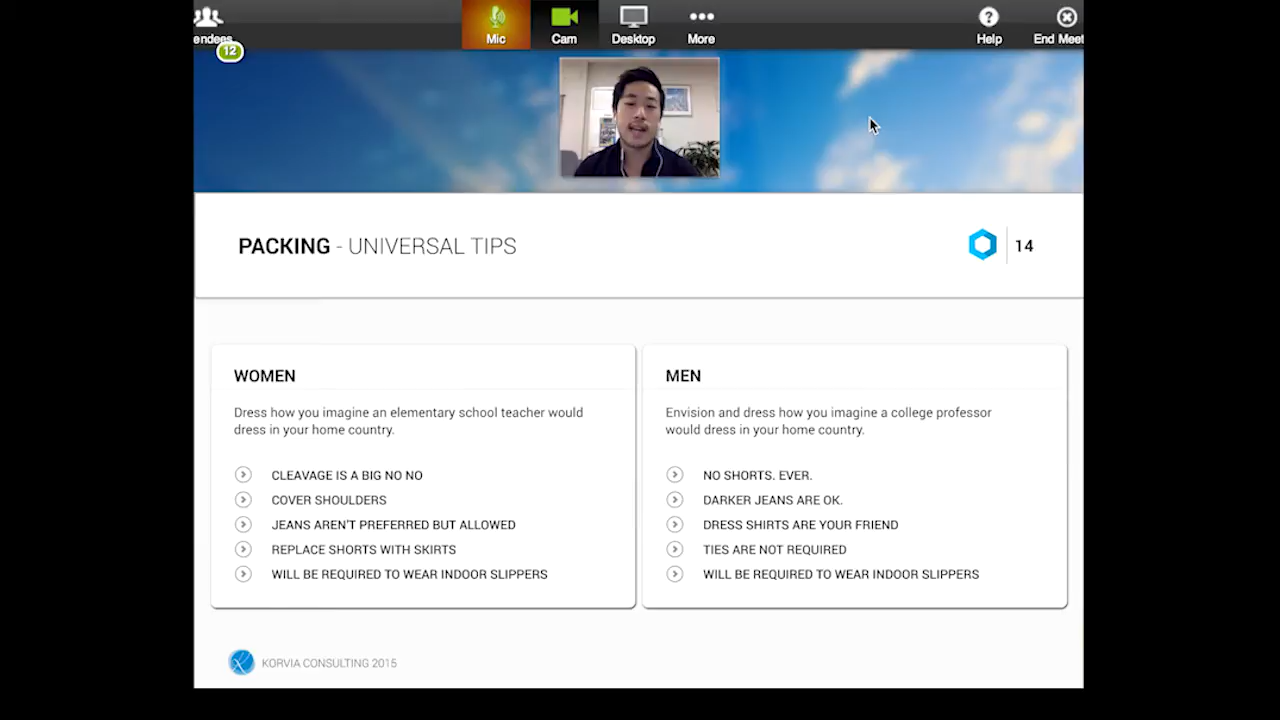 endees
12
Mic
Cam
Desktop
More
Help
End Meet
PACKING - UNIVERSAL TIPS
14
WOMEN
Dress how you imagine an elementary school teacher would
dress in your home country.
CLEAVAGE IS A BIG NO NO
COVER SHOULDERS
JEANS AREN'T PREFERRED BUT ALLOWED
REPLACE SHORTS WITH SKIRTS
WILL BE REQUIRED TO WEAR INDOOR SLIPPERS
MEN
Envision and dress how you imagine a college professor
would dress in your home country.
NO SHORTS. EVER.
DARKER JEANS ARE OK.
DRESS SHIRTS ARE YOUR FRIEND
TIES ARE NOT REQUIRED
WILL BE REQUIRED TO WEAR INDOOR SLIPPERS
KORVIA CONSULTING 2015